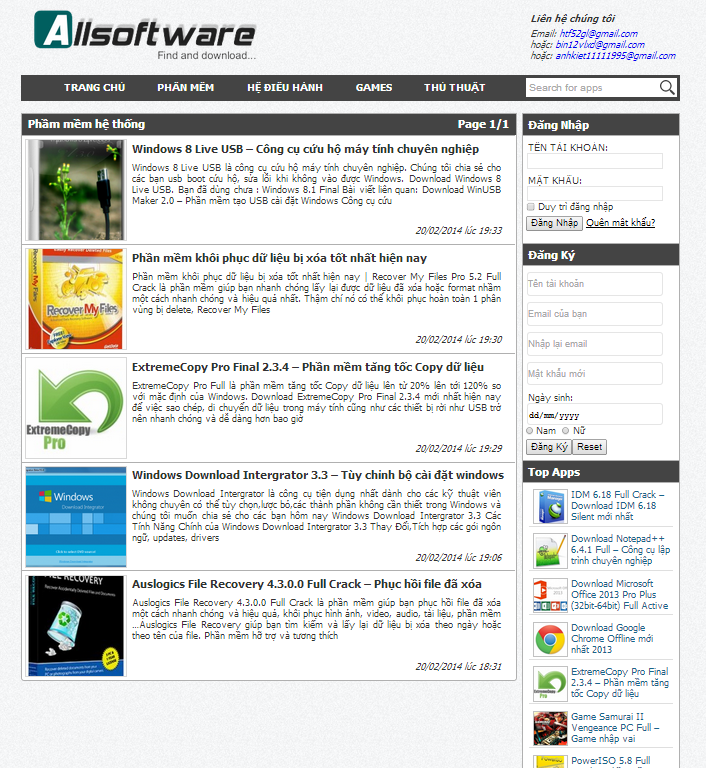 Allsoftware
Find and download...
Liên hệ chúng tôi
Email: htf52gl@gmail.com
hoặc: bin12vlxd@gmail.com
hoặc: anhkiet11111995@gmail.com
TRANG CHỦ PHẦN MỀM HỆ ĐIỀU HÀNH GAMES THỦ THUẬT
Search for apps
Phầm mềm hệ thống Page 1/1
Windows 8 Live USB – Công cụ cứu hộ máy tính chuyên nghiệp
Windows 8 Live USB là công cụ cứu hộ máy tính chuyên nghiệp. Chúng tôi chia sẻ cho
các bạn usb boot cứu hộ, sửa lỗi khi không vào được Windows. Download Windows 8
Live USB. Bạn đã dùng chưa : Windows 8.1 Final Bài viết liên quan: Download WinUSB
Maker 2.0 – Phần mềm tạo USB cài đặt Windows Công cụ cứu
20/02/2014 lúc 19:33
Phần mềm khôi phục dữ liệu bị xóa tốt nhất hiện nay
Phần mềm khôi phục dữ liệu bị xóa tốt nhất hiện nay | Recover My Files Pro 5.2 Full
Crack là phần mềm giúp bạn nhanh chóng lấy lại được dữ liệu đã xóa hoặc format nhầm
một cách nhanh chóng và hiệu quả nhất. Thậm chí nó có thể khôi phục hoàn toàn 1 phân
vùng bị delete, Recover My Files
20/02/2014 lúc 19:30
Recover My Files
ExtremeCopy Pro Final 2.3.4 – Phần mềm tăng tốc Copy dữ liệu
ExtremeCopy Pro Full là phần mềm tăng tốc Copy dữ liệu lên từ 20% lên tới 120% so
với mặc định của Windows. Download ExtremeCopy Pro Final 2.3.4 mới nhất hiện nay
để việc sao chép, di chuyển dữ liệu trong máy tính cũng như các thiết bị rời như USB trở
nên nhanh chóng và dễ dàng hơn bao giờ
20/02/2014 lúc 19:29
ExtremeCopy
Pro
Windows Download Intergrator 3.3 – Tùy chỉnh bộ cài đặt windows
Windows Download Intergrator là công cụ tiện dụng nhất dành cho các kỹ thuật viên
không chuyên có thể tùy chọn,lược bỏ,các thành phần không cần thiết trong Windows và
chúng tôi muốn chia sẻ cho các bạn hôm nay Windows Download Intergrator 3.3 Các
Tính Năng Chính của Windows Download Intergrator 3.3 Thay Đổi,Tích hợp các gói ngôn
ngữ, updates, drivers
20/02/2014 lúc 19:06
Windows
Download Integrator
Auslogics File Recovery 4.3.0.0 Full Crack – Phục hồi file đã xóa
Auslogics File Recovery 4.3.0.0 Full Crack là phần mềm giúp bạn phục hồi file đã xóa
một cách nhanh chóng và hiệu quả, khôi phục hình ảnh, video, audio, tài liệu, phần mềm
...Auslogics File Recovery giúp bạn tìm kiếm và lấy lại dữ liệu bị xóa theo ngày hoặc
theo tên của file. Phần mềm hỗ trợ và tương thích
20/02/2014 lúc 18:31
FILE RECOVERY
Đăng Nhập
TÊN TÀI KHOẢN:
MẬT KHẨU:
Duy trì đăng nhập
Đăng Nhập Quên mật khẩu?
Đăng Ký
Tên tài khoản
Email của bạn
Nhập lại email
Mật khẩu mới
Ngày sinh:
dd/mm/yyyy
Nam Nữ
Đăng Ký Reset
Top Apps
IDM 6.18 Full Crack –
Download IDM 6.18
Silent mới nhất
Download Notepad++
6.4.1 Full – Công cụ lập
trình chuyên nghiệp
Download Microsoft
Office 2013 Pro Plus
(32bit-64bit) Full Active
Download Google
Chrome Offline mới
nhất 2013
ExtremeCopy Pro Final
2.3.4 – Phần mềm tăng
tốc Copy dữ liệu
Game Samurai II
Vengeance PC Full –
Game nhập vai
PowerISO 5.8 Full